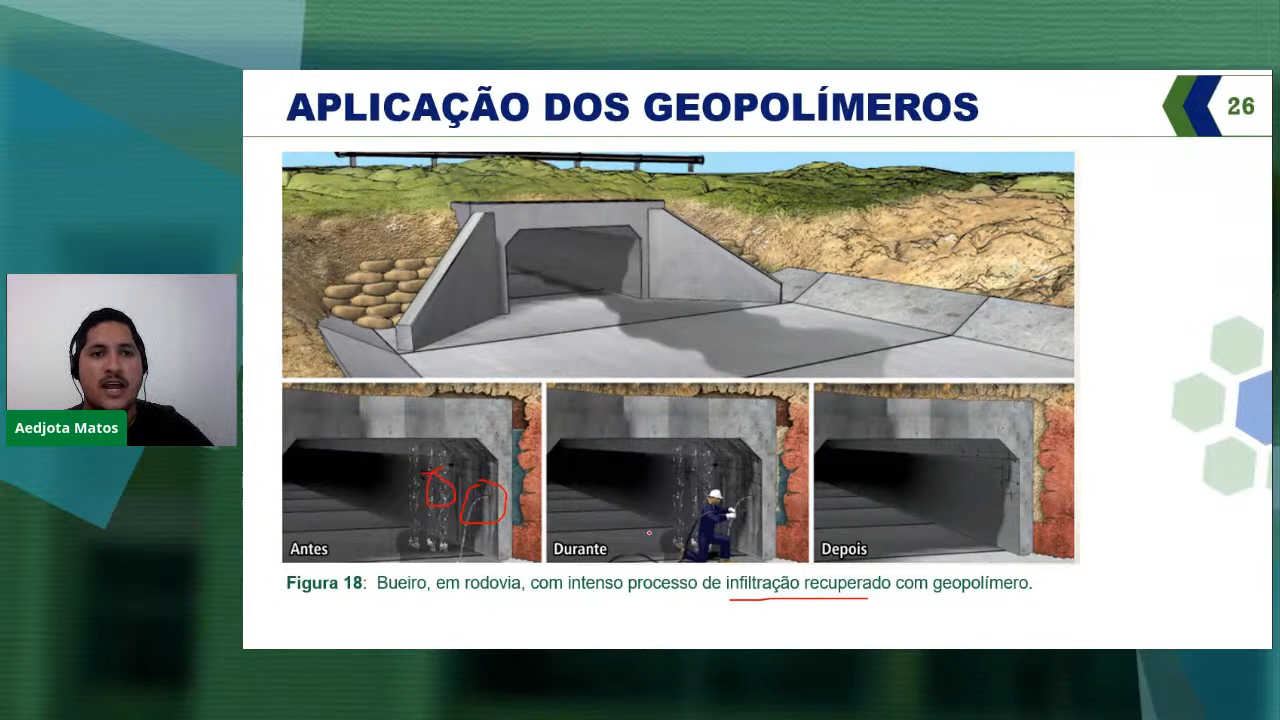 APLICAÇÃO DOS GEOPOLÍMEROS
26
Aedjota Matos
Antes
Durante
Depois
Figura 18: Bueiro, em rodovia, com intenso processo de infiltração recuperado com geopolímero.